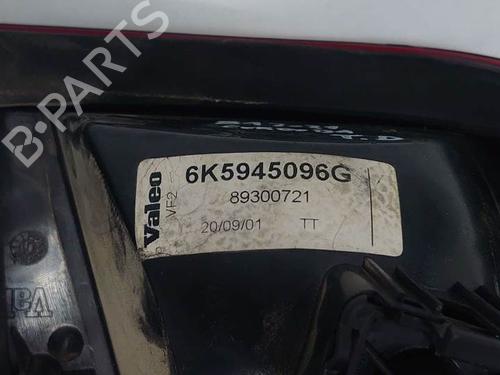 Valeo
VF2
6K5945096G
89300721
20/09/01 TT
B-PARTS